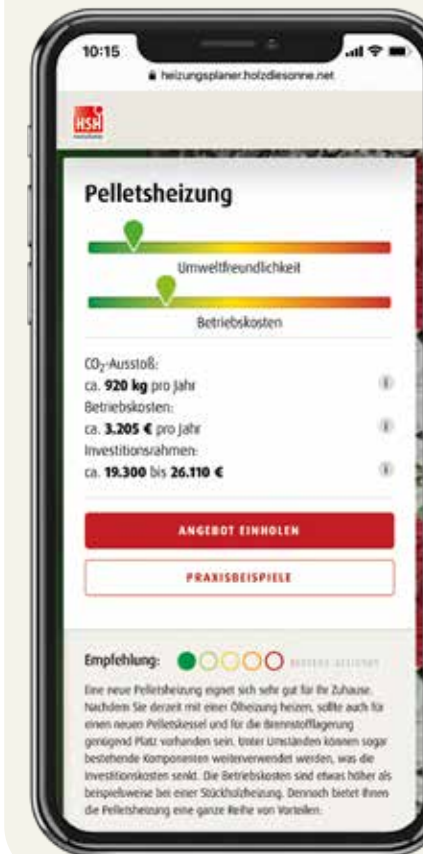 10:15
heizungsplaner.holzdiesonne.net
HSH
Pelletsheizung
Umweltfreundlichkeit
Betriebskosten
CO₂-Ausstoß:
ca. 920 kg pro Jahr
Betriebskosten:
ca. 3.205 € pro Jahr
Investitionsrahmen:
ca. 19.300 bis 26.110 €
ANGEBOT EINHOLEN
PRAXISBEISPIELE
Empfehlung:
Eine neue Pelletsheizung eignet sich sehr gut für Ihr Zuhause.
Nachdem Sie derzeit mit einer Ölheizung heizen, sollte auch für
einen neuen Pelletskessel und für die Brennstofflagerung
genügend Platz vorhanden sein. Unter Umständen können sogar
bestehende Komponenten weiterverwendet werden, was die
Investitionskosten senkt. Die Betriebskosten sind etwas höher als
beispielsweise bei einer Stückholzheizung. Dennoch bietet Ihnen
die Pelletsheizung eine ganze Reihe von Vorteilen: